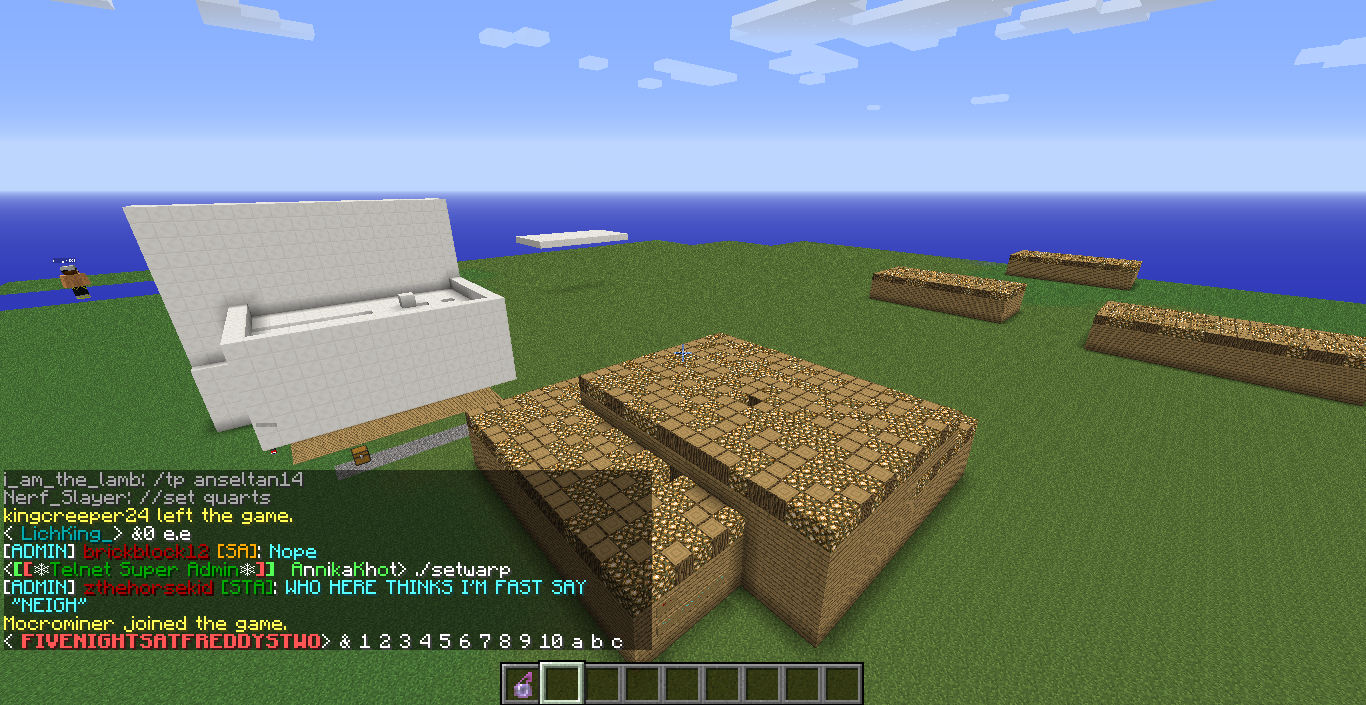 i_am_the_lamb: /tp anseltan14
Nerf_Slayer: //set quarts
kingcreeper24 left the game.
< LichKing_> &0 e.e
[ADMIN] brickblock12 [SA]: Nope
<[[❄Telnet Super Admin❄]] AnnikaKhot> ./setwarp
[ADMIN] zthehorsekid [STA]: WHO HERE THINKS I'M FAST SAY
"NEIGH"
Mocrominer joined the game.
< FIVENIGHTSATFREDDYSTWO> & 1 2 3 4 5 6 7 8 9 10 a b c